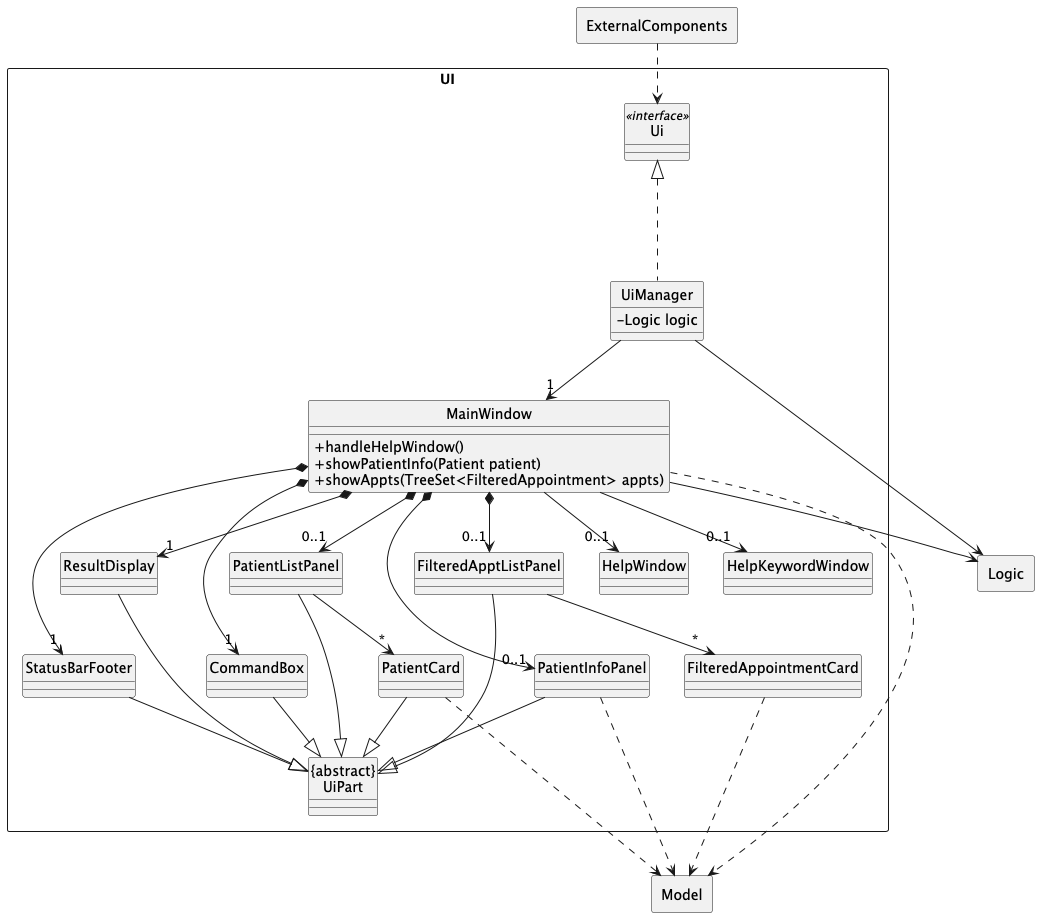 ExternalComponents
UI
«interface»
Ui
UiManager
-Logic logic
1
MainWindow
+handleHelpWindow()
+showPatientInfo(Patient patient)
+showAppts(TreeSet<FilteredAppointment> appts)
1
0..1
0..1
0..1
0..1
ResultDisplay
PatientListPanel
FilteredApptListPanel
HelpWindow
HelpKeywordWindow
Logic
1
1
*
0..1
*
StatusBarFooter
CommandBox
PatientCard
PatientInfoPanel
FilteredAppointmentCard
{abstract}
UiPart
Model